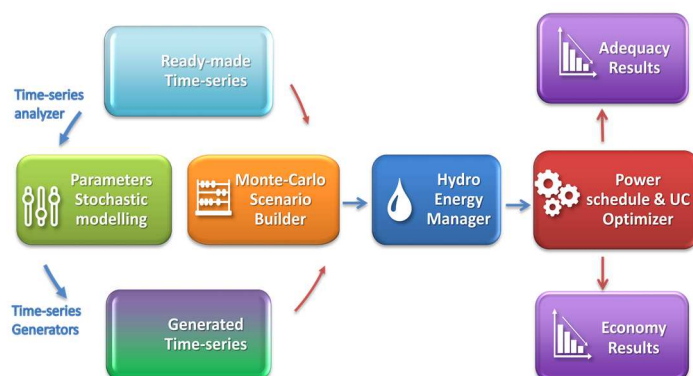 Ready-made
Time-series
Adequacy
Results
Time-series
analyzer
Parameters
Stochastic
modelling
Monte-Carlo
Scenario
Builder
Hydro
Energy
Manager
Power
schedule & UC
Optimizer
Time-series
Generators
Generated
Time-series
Economy
Results